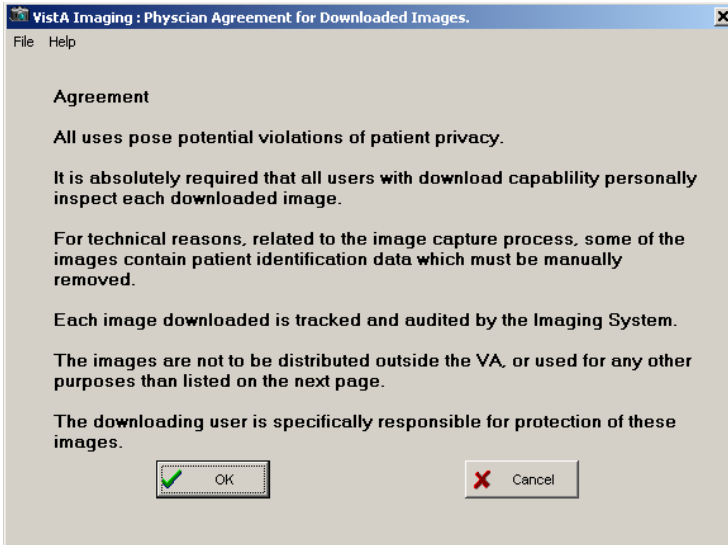 VistA Imaging : Physcian Agreement for Downloaded Images.
File Help
Agreement
All uses pose potential violations of patient privacy.
It is absolutely required that all users with download capablility personally
inspect each downloaded image.
For technical reasons, related to the image capture process, some of the
images contain patient identification data which must be manually
removed.
Each image downloaded is tracked and audited by the Imaging System.
The images are not to be distributed outside the VA, or used for any other
purposes than listed on the next page.
The downloading user is specifically responsible for protection of these
images.
OK Cancel